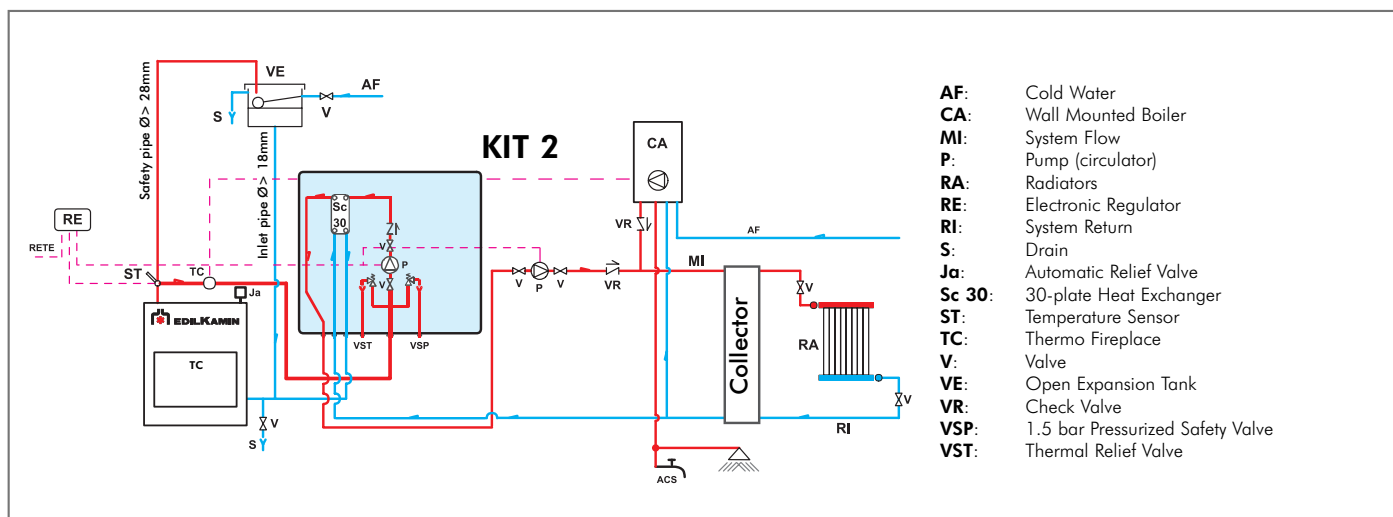 VE
AF
S
V
Safety pipe Ø> 28mm
Inlet pipe Ø> 18mm
KIT 2
CA
RE
RETE
ST
TC
Ja
EDILKAMIN
TC
V
S
Sc
30
V
P
V
VST
VSP
VR
AF
MI
V
P
V
VR
Collector
V
RA
V
RI
ACS
AF: Cold Water
CA: Wall Mounted Boiler
MI: System Flow
P: Pump (circulator)
RA: Radiators
RE: Electronic Regulator
RI: System Return
S: Drain
Ja: Automatic Relief Valve
Sc 30: 30-plate Heat Exchanger
ST: Temperature Sensor
TC: Thermo Fireplace
V: Valve
VE: Open Expansion Tank
VR: Check Valve
VSP: 1.5 bar Pressurized Safety Valve
VST: Thermal Relief Valve